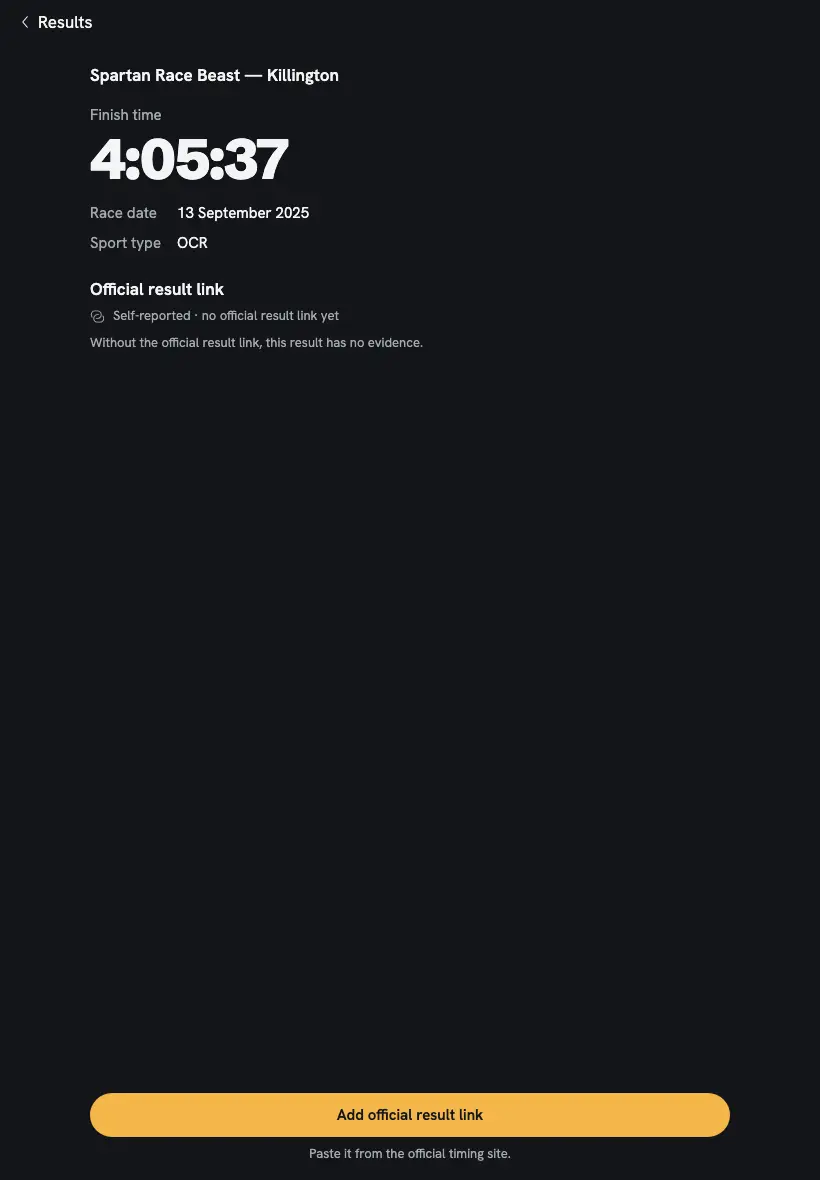 Results
Spartan Race Beast — Killington
Finish time
4:05:37
Race date 13 September 2025
Sport type OCR
Official result link
Self-reported · no official result link yet
Without the official result link, this result has no evidence.
Add official result link
Paste it from the official timing site.